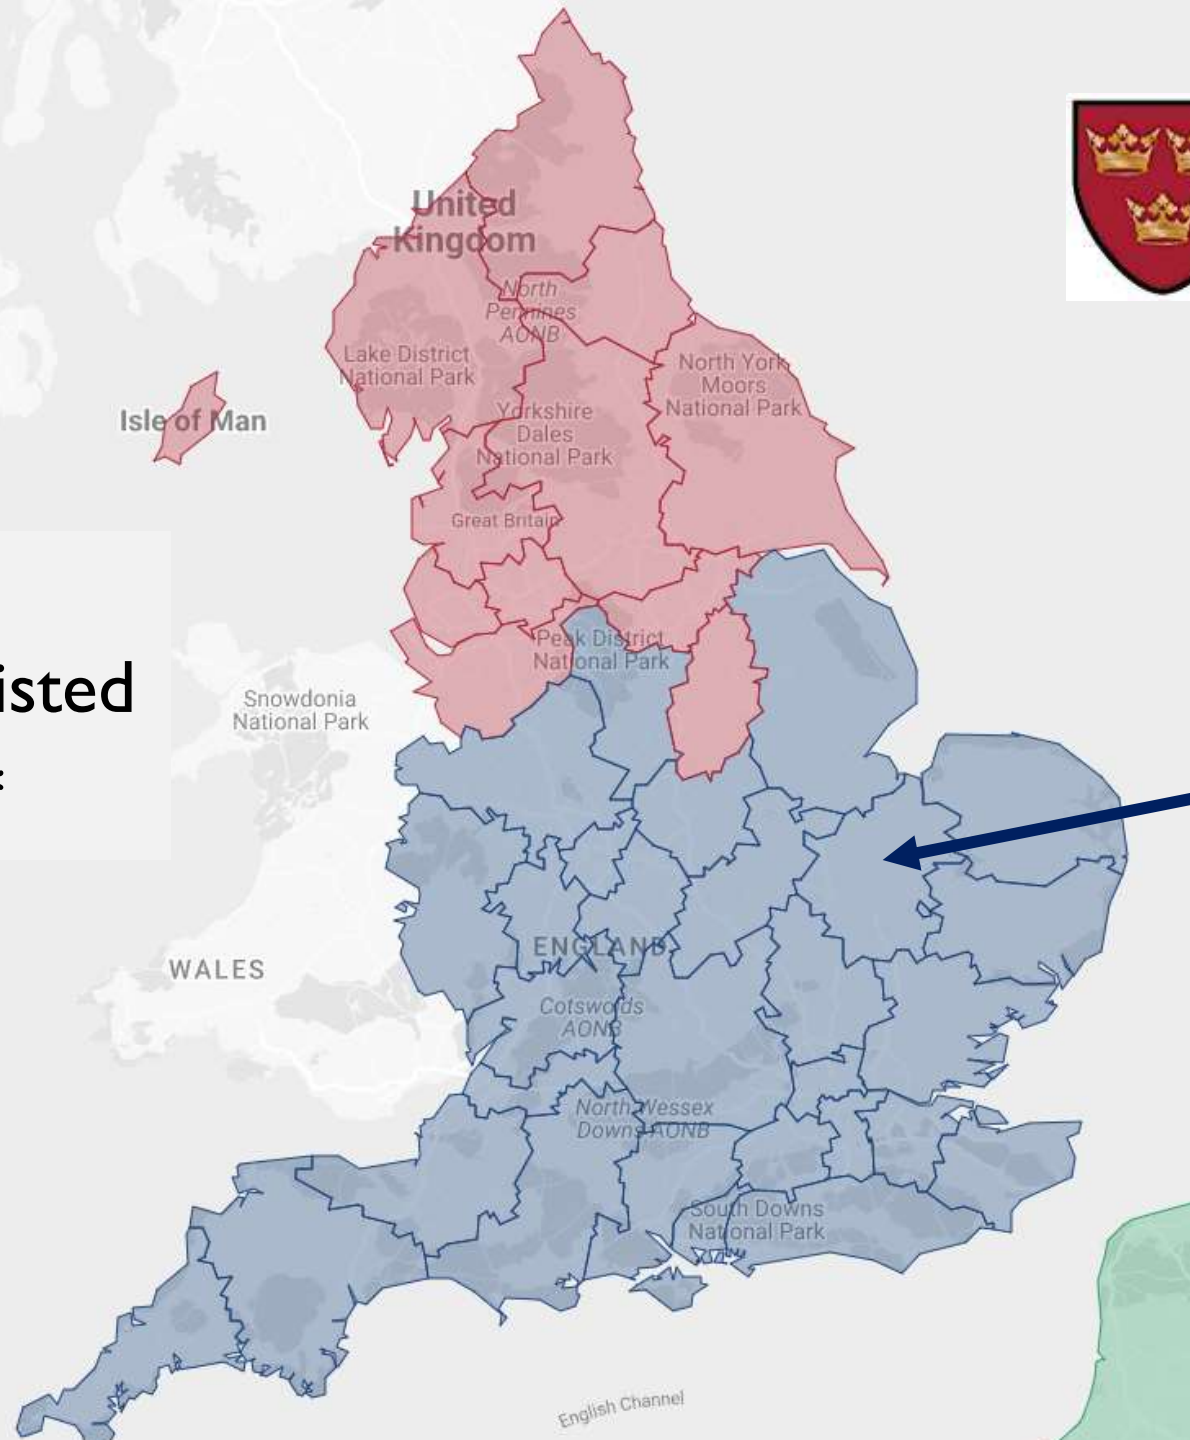 United
Kingdom
North
Pennines
AONB
Lake District
National Park
North York
Moors
National Park
Isle of Man
Yorkshire
Dales
National Park
Great Britain
Peak District
National Park
isted
:
Snowdonia
National Park
ENGLAND
WALES
Cotswolds
AONB
North Wessex
Downs AONB
South Downs
National Park
English Channel